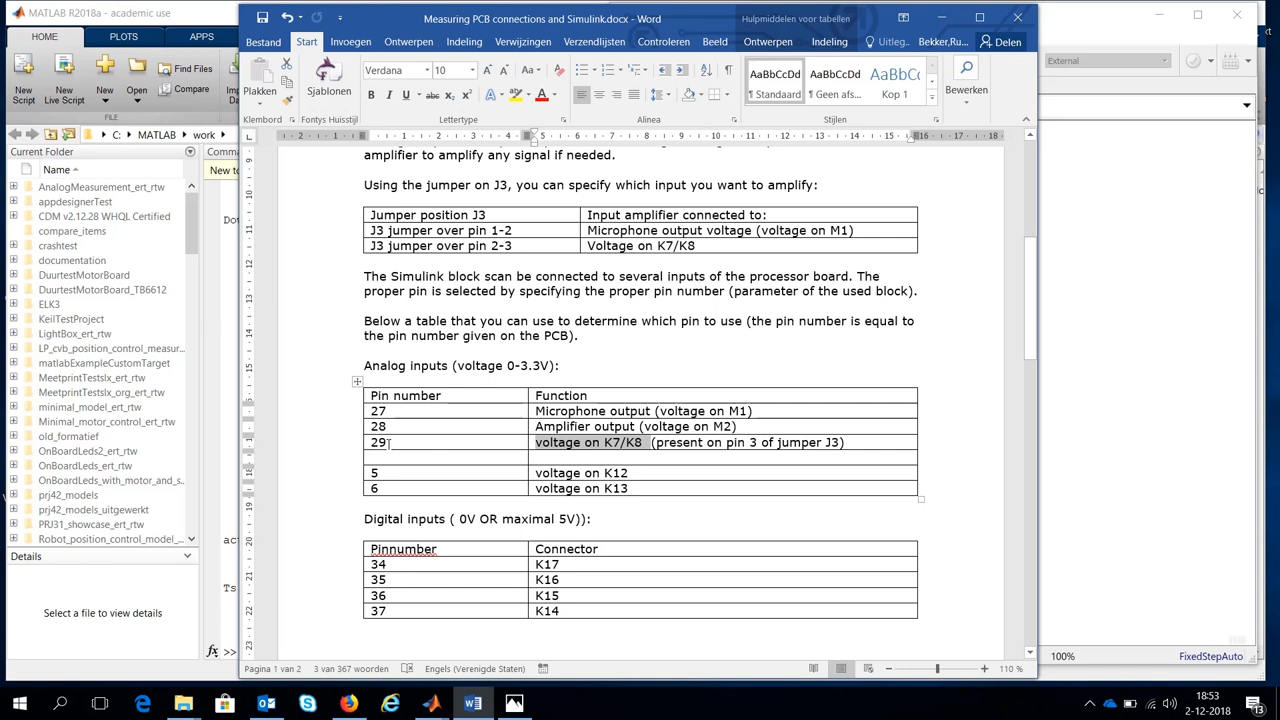 MATLAB R2018a - academic use
HOME
PLOTS
APPS
New
Script
New
Live Script
New
Open
Find Files
Compare
FILE
C:
MATLAB
work
Current Folder
Name
AnalogMeasurement_ert_rtw
appdesignerTest
CDM v2.12.28 WHQL Certified
compare_items
crashtest
documentation
DuurtestMotorBoard
DuurtestMotorBoard_TB6612
ELK3
KeilTestProject
LightBox_ert_rtw
LP_cvb_position_control_measur...
matlabExampleCustomTarget
MeetprintTestslx_ert_rtw
MeetprintTestslx_org_ert_rtw
minimal_model_ert_rtw
Minimal_motor_control_ert_rtw
old_formatief
OnBoardLeds2_ert_rtw
OnBoardLeds_ert_rtw
OnBoardLeds_with_motor_and_s...
prj42_models
prj42_models_uitgewerkt
PRJ31_showcase_ert_rtw
Robot_position_control_model_...
Details
Select a file to view details
Comma
New to
fx >>
Measuring PCB connections and Simulink.docx - Word
Hulpmiddelen voor tabellen
Bestand
Start
Invoegen
Ontwerpen
Indeling
Verwijzingen
Verzendlijsten
Controleren
Beeld
Ontwerpen
Indeling
Uitleg...
Bekker,Ru...
Delen
Plakken
Klembord
Sjablonen
Fontys Huisstijl
Verdana
10
Lettertype
Alinea
AaBbCcDd
¶ Standaard
AaBbCcDd
¶ Geen afs...
AaBbCc
Kop 1
Stijlen
Bewerken
amplifier to amplify any signal if needed.
Using the jumper on J3, you can specify which input you want to amplify:
Jumper position J3 Input amplifier connected to:
J3 jumper over pin 1-2 Microphone output voltage (voltage on M1)
J3 jumper over pin 2-3 Voltage on K7/K8
The Simulink block scan be connected to several inputs of the processor board. The
proper pin is selected by specifying the proper pin number (parameter of the used block).
Below a table that you can use to determine which pin to use (the pin number is equal to
the pin number given on the PCB).
Analog inputs (voltage 0-3.3V):
Pin number Function
27 Microphone output (voltage on M1)
28 Amplifier output (voltage on M2)
29 voltage on K7/K8 (present on pin 3 of jumper J3)
5 voltage on K12
6 voltage on K13
Digital inputs ( 0V OR maximal 5V)):
Pinnumber Connector
34 K17
35 K16
36 K15
37 K14
Pagina 1 van 2
3 van 367 woorden
Engels (Verenigde Staten)
110 %
External
100%
FixedStepAuto
18:53
2-12-2018
13